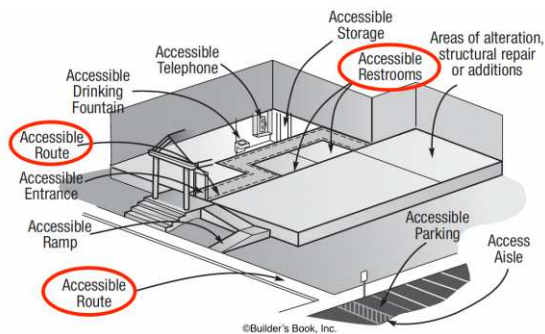 Accessible
Storage
Areas of alteration,
structural repair
or additions
Accessible
Telephone
Accessible
Restrooms
Accessible
Drinking
Fountain
Accessible
Route
Accessible
Entrance
Accessible
Ramp
Accessible
Parking
Access
Aisle
Accessible
Route
©Builder's Book, Inc.